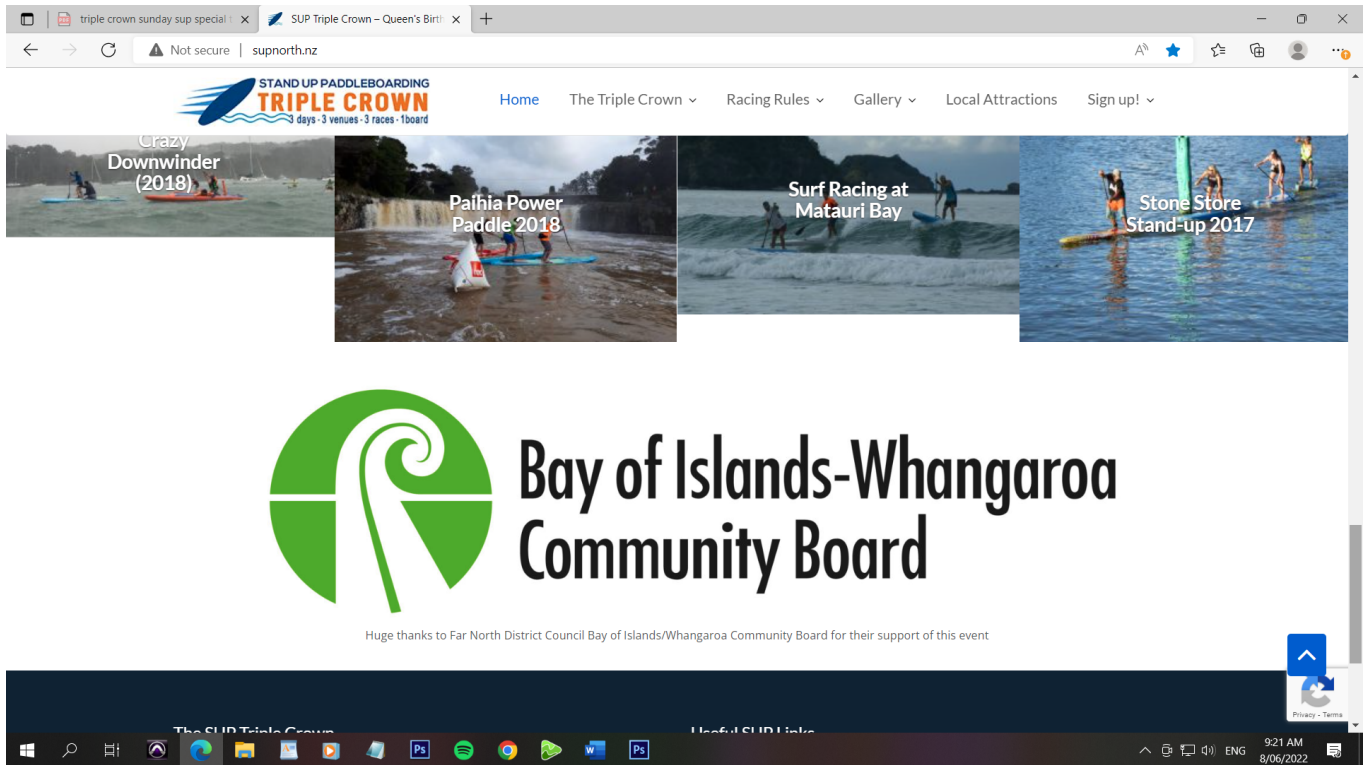 triple crown sunday sup special t
SUP Triple Crown – Queen's Birth
Not secure | supnorth.nz
STAND UP PADDLEBOARDING
TRIPLE CROWN
3 days - 3 venues - 3 races - 1board
Home The Triple Crown Racing Rules Gallery Local Attractions Sign up!
Crazy
Downwinder
(2018)
Paihia Power
Paddle 2018
Surf Racing at
Matauri Bay
Stone Store
Stand-up 2017
Bay of Islands-Whangaroa
Community Board
Huge thanks to Far North District Council Bay of Islands/Whangaroa Community Board for their support of this event
Privacy - Terms
The SUP Triple Crown
Useful SUP Links
Ps
W
Ps
ENG
9:21 AM
8/06/2022